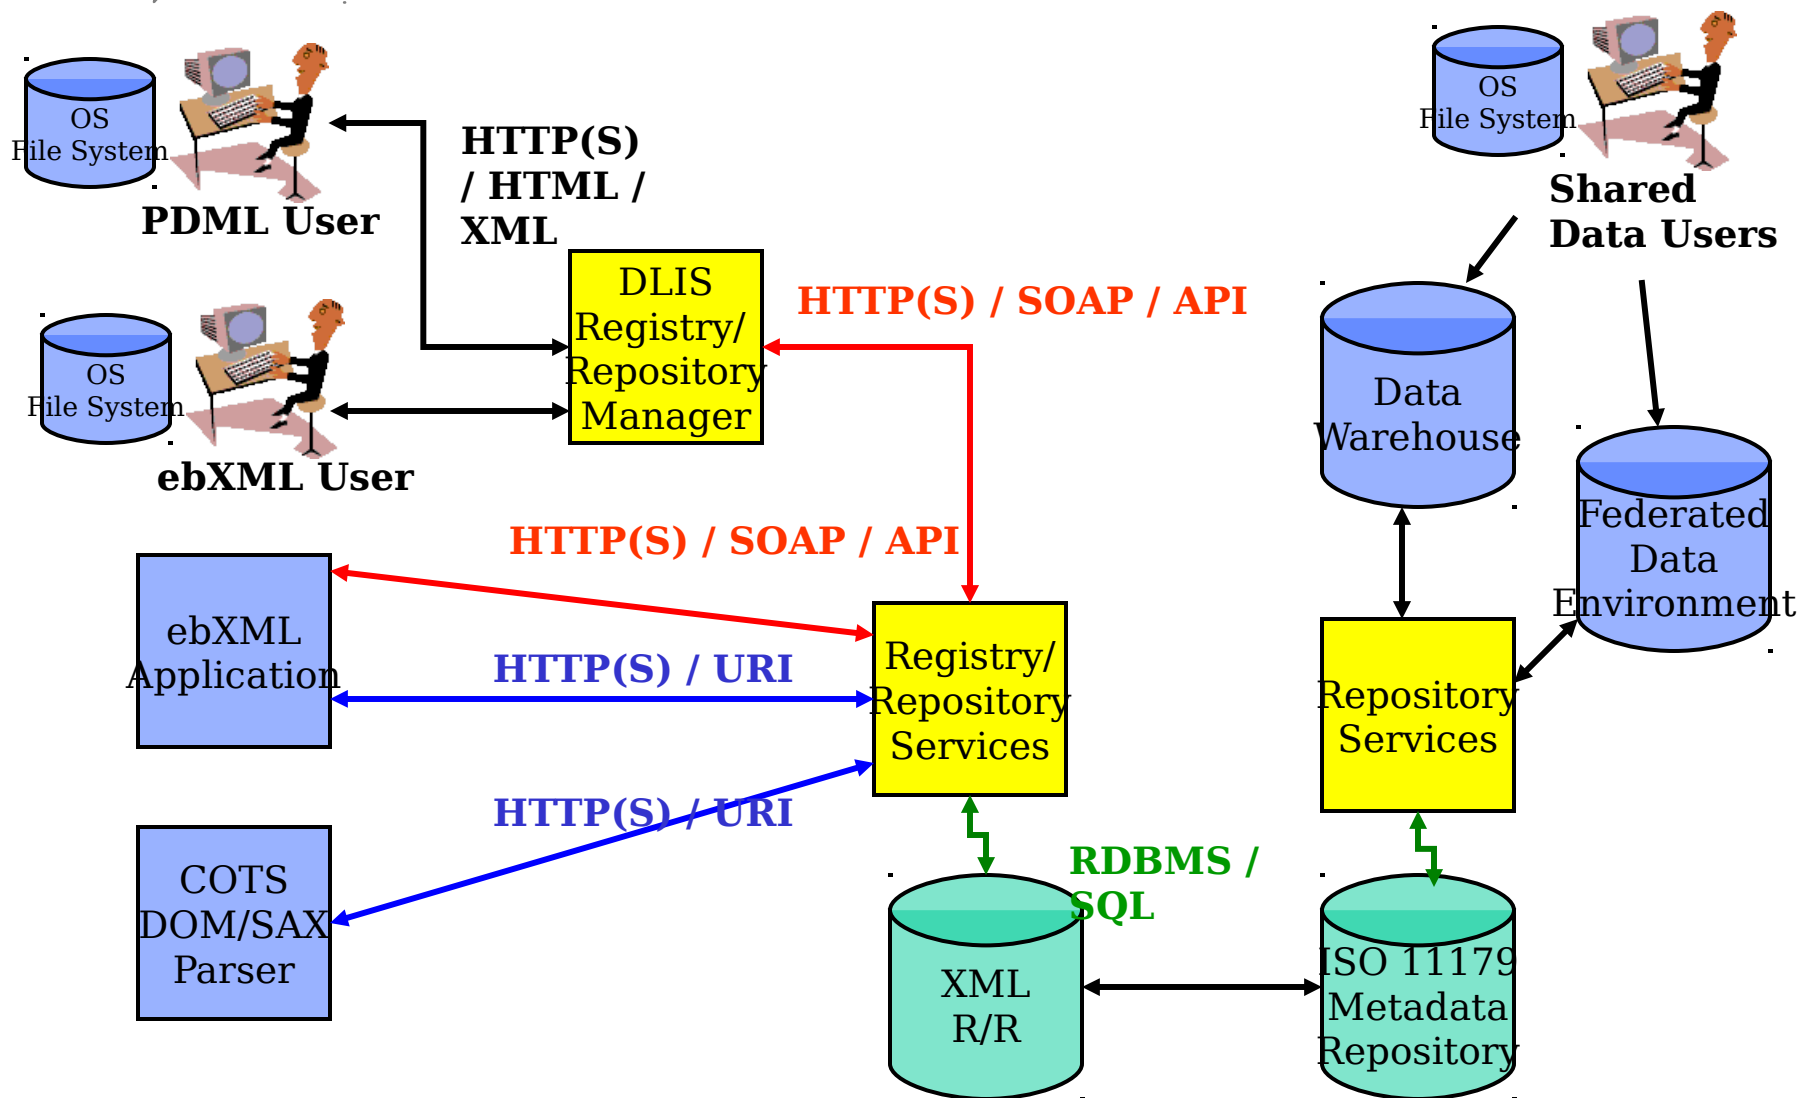 OS
File System
PDML User
HTTP(S)
/ HTML /
XML
OS
File System
Shared
Data Users
DLIS
Registry/
Repository
Manager
HTTP(S) / SOAP / API
OS
File System
ebXML User
Data
Warehouse
Federated
Data
Environment
HTTP(S) / SOAP / API
ebXML
Application
HTTP(S) / URI
Registry/
Repository
Services
Repository
Services
HTTP(S) / URI
COTS
DOM/SAX
Parser
RDBMS /
SQL
XML
R/R
ISO 11179
Metadata
Repository